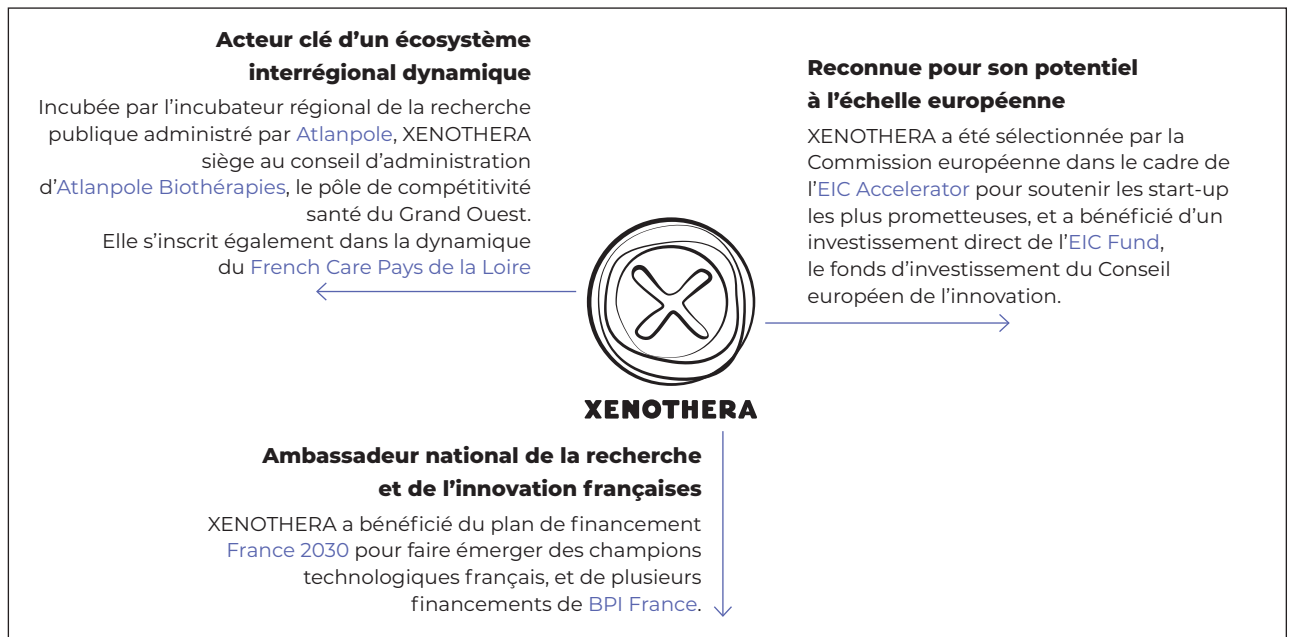 Acteur clé d’un écosystème
interrégional dynamique
Incubée par l’incubateur régional de la recherche
publique administré par Atlanpole, XENOTHERA
siège au conseil d’administration
d’Atlanpole Biothérapies, le pôle de compétitivité
santé du Grand Ouest.
Elle s’inscrit également dans la dynamique
du French Care Pays de la Loire
Reconnue pour son potentiel
à l’échelle européenne
XENOTHERA a été sélectionnée par la
Commission européenne dans le cadre de
l’EIC Accelerator pour soutenir les start-up
les plus prometteuses, et a bénéficié d’un
investissement direct de l’EIC Fund,
le fonds d’investissement du Conseil
européen de l’innovation.
X
XENOTHERA
Ambassadeur national de la recherche
et de l’innovation françaises
XENOTHERA a bénéficié du plan de financement
France 2030 pour faire émerger des champions
technologiques français, et de plusieurs
financements de BPI France.